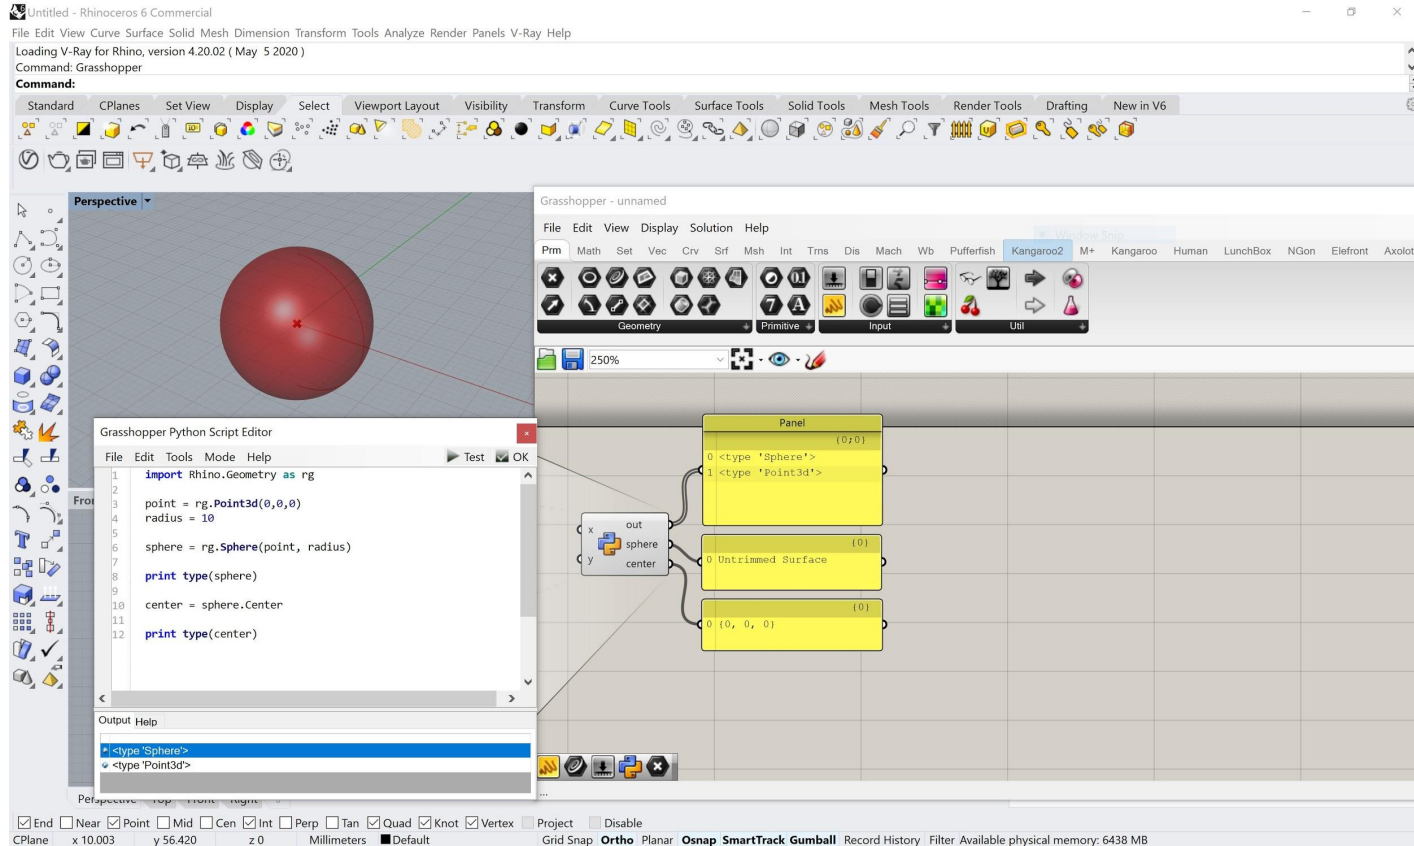 Untitled - Rhinoceros 6 Commercial
File Edit View Curve Surface Solid Mesh Dimension Transform Tools Analyze Render Panels V-Ray Help
Loading V-Ray for Rhino, version 4.20.02 ( May 5 2020 )
Command: Grasshopper
Command:
Standard CPlanes Set View Display Select Viewport Layout Visibility Transform Curve Tools Surface Tools Solid Tools Mesh Tools Render Tools Drafting New in V6
Perspective
Grasshopper - unnamed
File Edit View Display Solution Help
Window Snip
Prm Math Set Vec Crv Srf Msh Int Trns Dis Mach Wb Pufferfish Kangaroo2 M+ Kangaroo Human LunchBox NGon Elefront Axolot
Geometry Primitive Input Util
250%
Panel
{0;0}
0 <type 'Sphere'>
1 <type 'Point3d'>
x out
sphere
y center
{0}
0 Untrimmed Surface
{0}
0 {0, 0, 0}
Grasshopper Python Script Editor
File Edit Tools Mode Help Test OK
1 import Rhino.Geometry as rg
2
3 point = rg.Point3d(0,0,0)
4 radius = 10
5
6 sphere = rg.Sphere(point, radius)
7
8 print type(sphere)
9
10 center = sphere.Center
11
12 print type(center)
Fro
Output Help
<type 'Sphere'>
<type 'Point3d'>
...
Perspective Top Front Right
End Near Point Mid Cen Int Perp Tan Quad Knot Vertex Project Disable
CPlane x 10.003 y 56.420 z 0 Millimeters Default Grid Snap Ortho Planar Osnap SmartTrack Gumball Record History Filter Available physical memory: 6438 MB